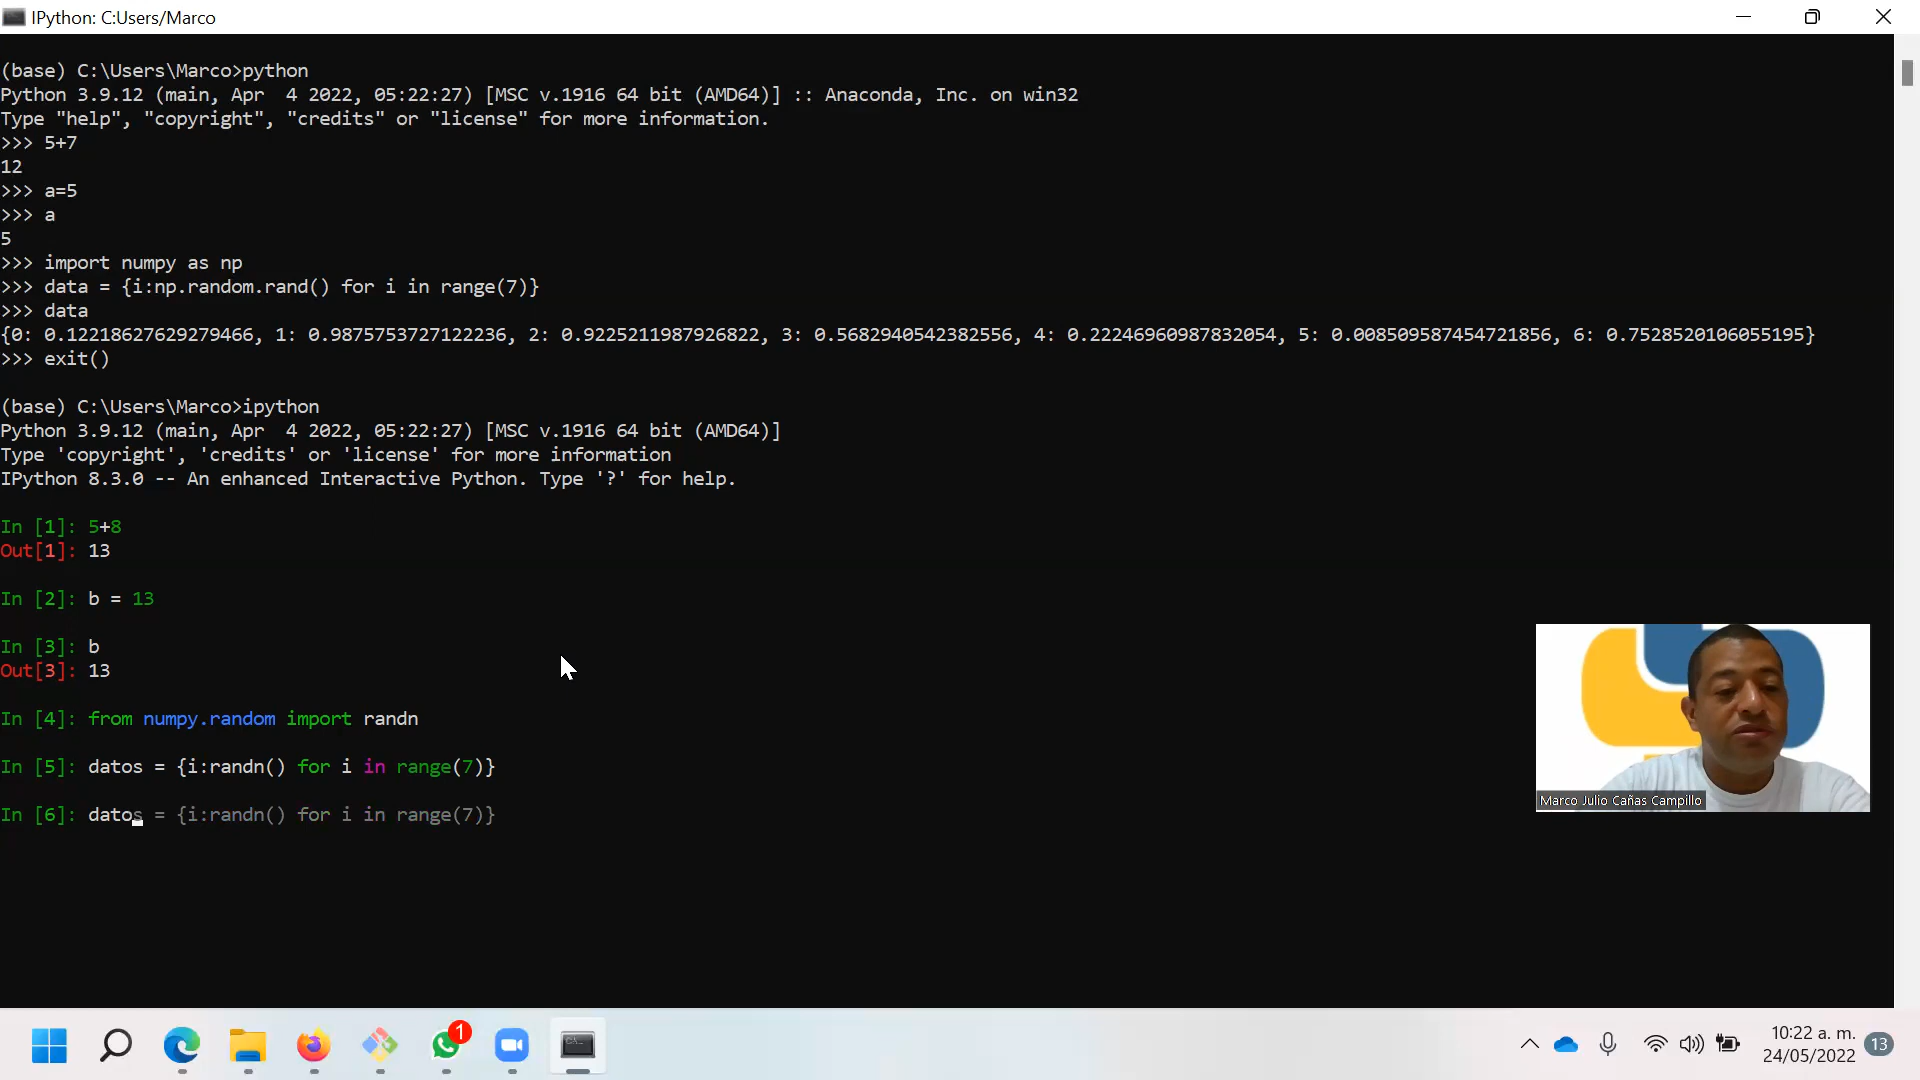 IPython: C:Users/Marco
(base) C:\Users\Marco>python
Python 3.9.12 (main, Apr  4 2022, 05:22:27) [MSC v.1916 64 bit (AMD64)] :: Anaconda, Inc. on win32
Type "help", "copyright", "credits" or "license" for more information.
>>> 5+7
12
>>> a=5
>>> a
5
>>> import numpy as np
>>> data = {i:np.random.rand() for i in range(7)}
>>> data
{0: 0.12218627629279466, 1: 0.9875753727122236, 2: 0.9225211987926822, 3: 0.5682940542382556, 4: 0.22246960987832054, 5: 0.008509587454721856, 6: 0.7528520106055195}
>>> exit()
(base) C:\Users\Marco>ipython
Python 3.9.12 (main, Apr  4 2022, 05:22:27) [MSC v.1916 64 bit (AMD64)]
Type 'copyright', 'credits' or 'license' for more information
IPython 8.3.0 -- An enhanced Interactive Python. Type '?' for help.
In [1]: 5+8
Out[1]: 13
In [2]: b = 13
In [3]: b
Out[3]: 13
In [4]: from numpy.random import randn
In [5]: datos = {i:randn() for i in range(7)}
In [6]: datos = {i:randn() for i in range(7)}
Marco Julio Cañas Campillo
1
10:22 a. m.
24/05/2022
13